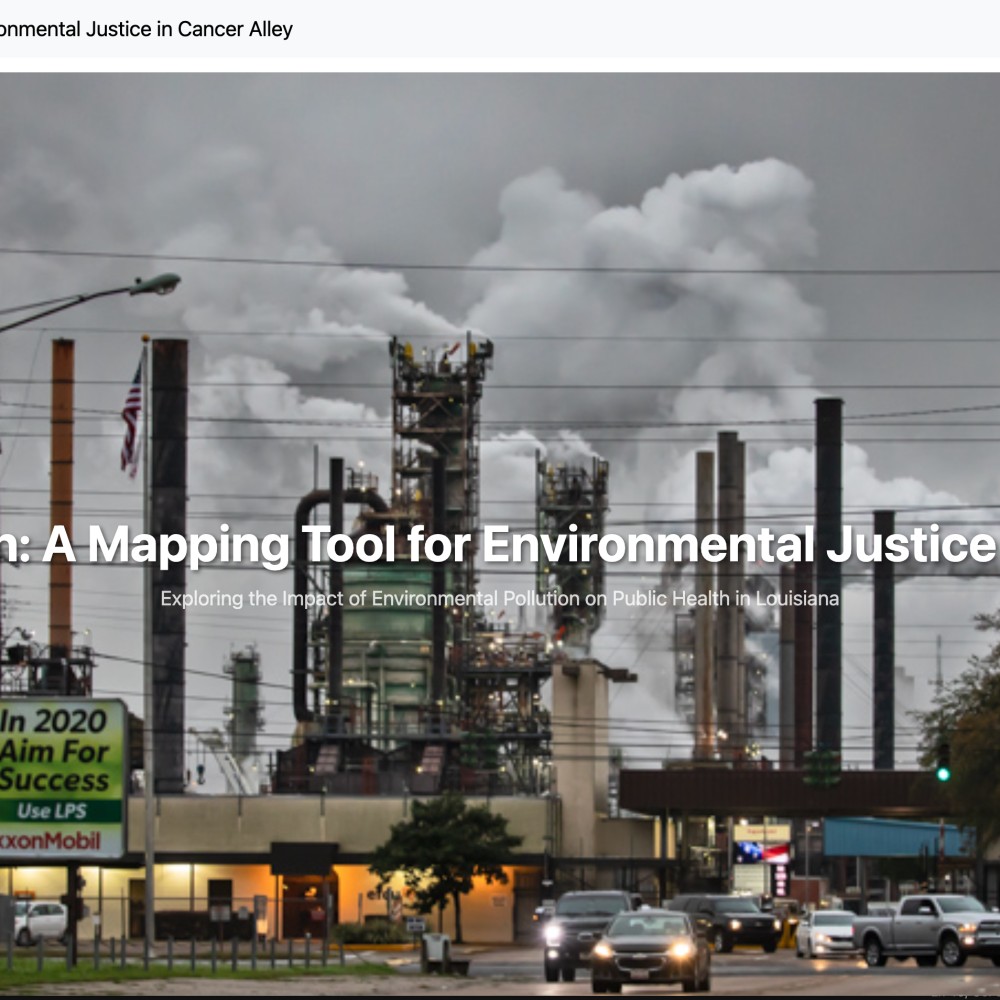 onmental Justice in Cancer Alley
n: A Mapping Tool for Environmental Justice
Exploring the Impact of Environmental Pollution on Public Health in Louisiana
In 2020
Aim For
Success
Use LPS
xxonMobil